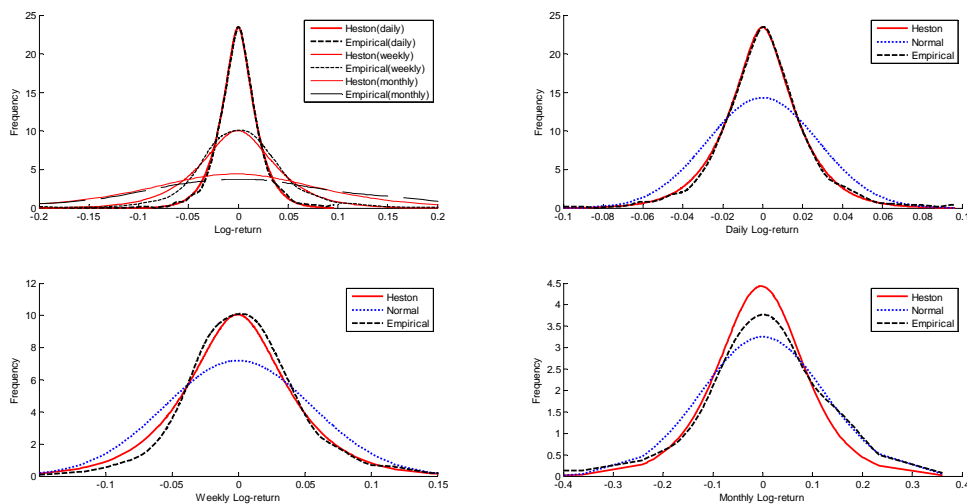 25
20
15
10
5
0
Frequency
-0.2
-0.15
-0.1
-0.05
0
0.05
0.1
0.15
0.2
Log-return
Heston(daily)
Empirical(daily)
Heston(weekly)
Empirical(weekly)
Heston(monthly)
Empirical(monthly)
25
20
15
10
5
0
Frequency
-0.1
-0.08
-0.06
-0.04
-0.02
0
0.02
0.04
0.06
0.08
0.1
Daily Log-return
Heston
Normal
Empirical
12
10
8
6
4
2
0
Frequency
-0.1
-0.05
0
0.05
0.1
0.15
Weekly Log-return
Heston
Normal
Empirical
4.5
4
3.5
3
2.5
2
1.5
1
0.5
0
Frequency
-0.4
-0.3
-0.2
-0.1
0
0.1
0.2
0.3
0.4
Monthly Log-return
Heston
Normal
Empirical